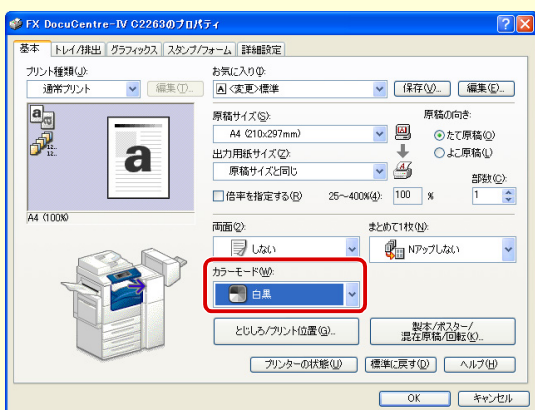 FX DocuCentre-IV C2263のプロパティ
基本 トレイ/排出 グラフィックス スタンプ/フォーム 詳細設定
プリント種類(J):
通常プリント 編集(T)...
お気に入り(I):
A <変更>標準 保存(V)... 編集(E)...
原稿サイズ(S):
A4 (210x297mm)
原稿の向き:
たて原稿(O)
よこ原稿(L)
出力用紙サイズ(Z):
原稿サイズと同じ
倍率を指定する(R) 25~400%(4): 100 %
部数(C):
1
a
a
12..
12..
A4 (100%)
両面(2):
しない
まとめて1枚(N):
Nアップしない
カラーモード(W):
白黒
とじしろ/プリント位置(G)...
製本/ポスター/
混在原稿/回転(K)...
プリンターの状態(U) 標準に戻す(D) ヘルプ(H)
OK キャンセル